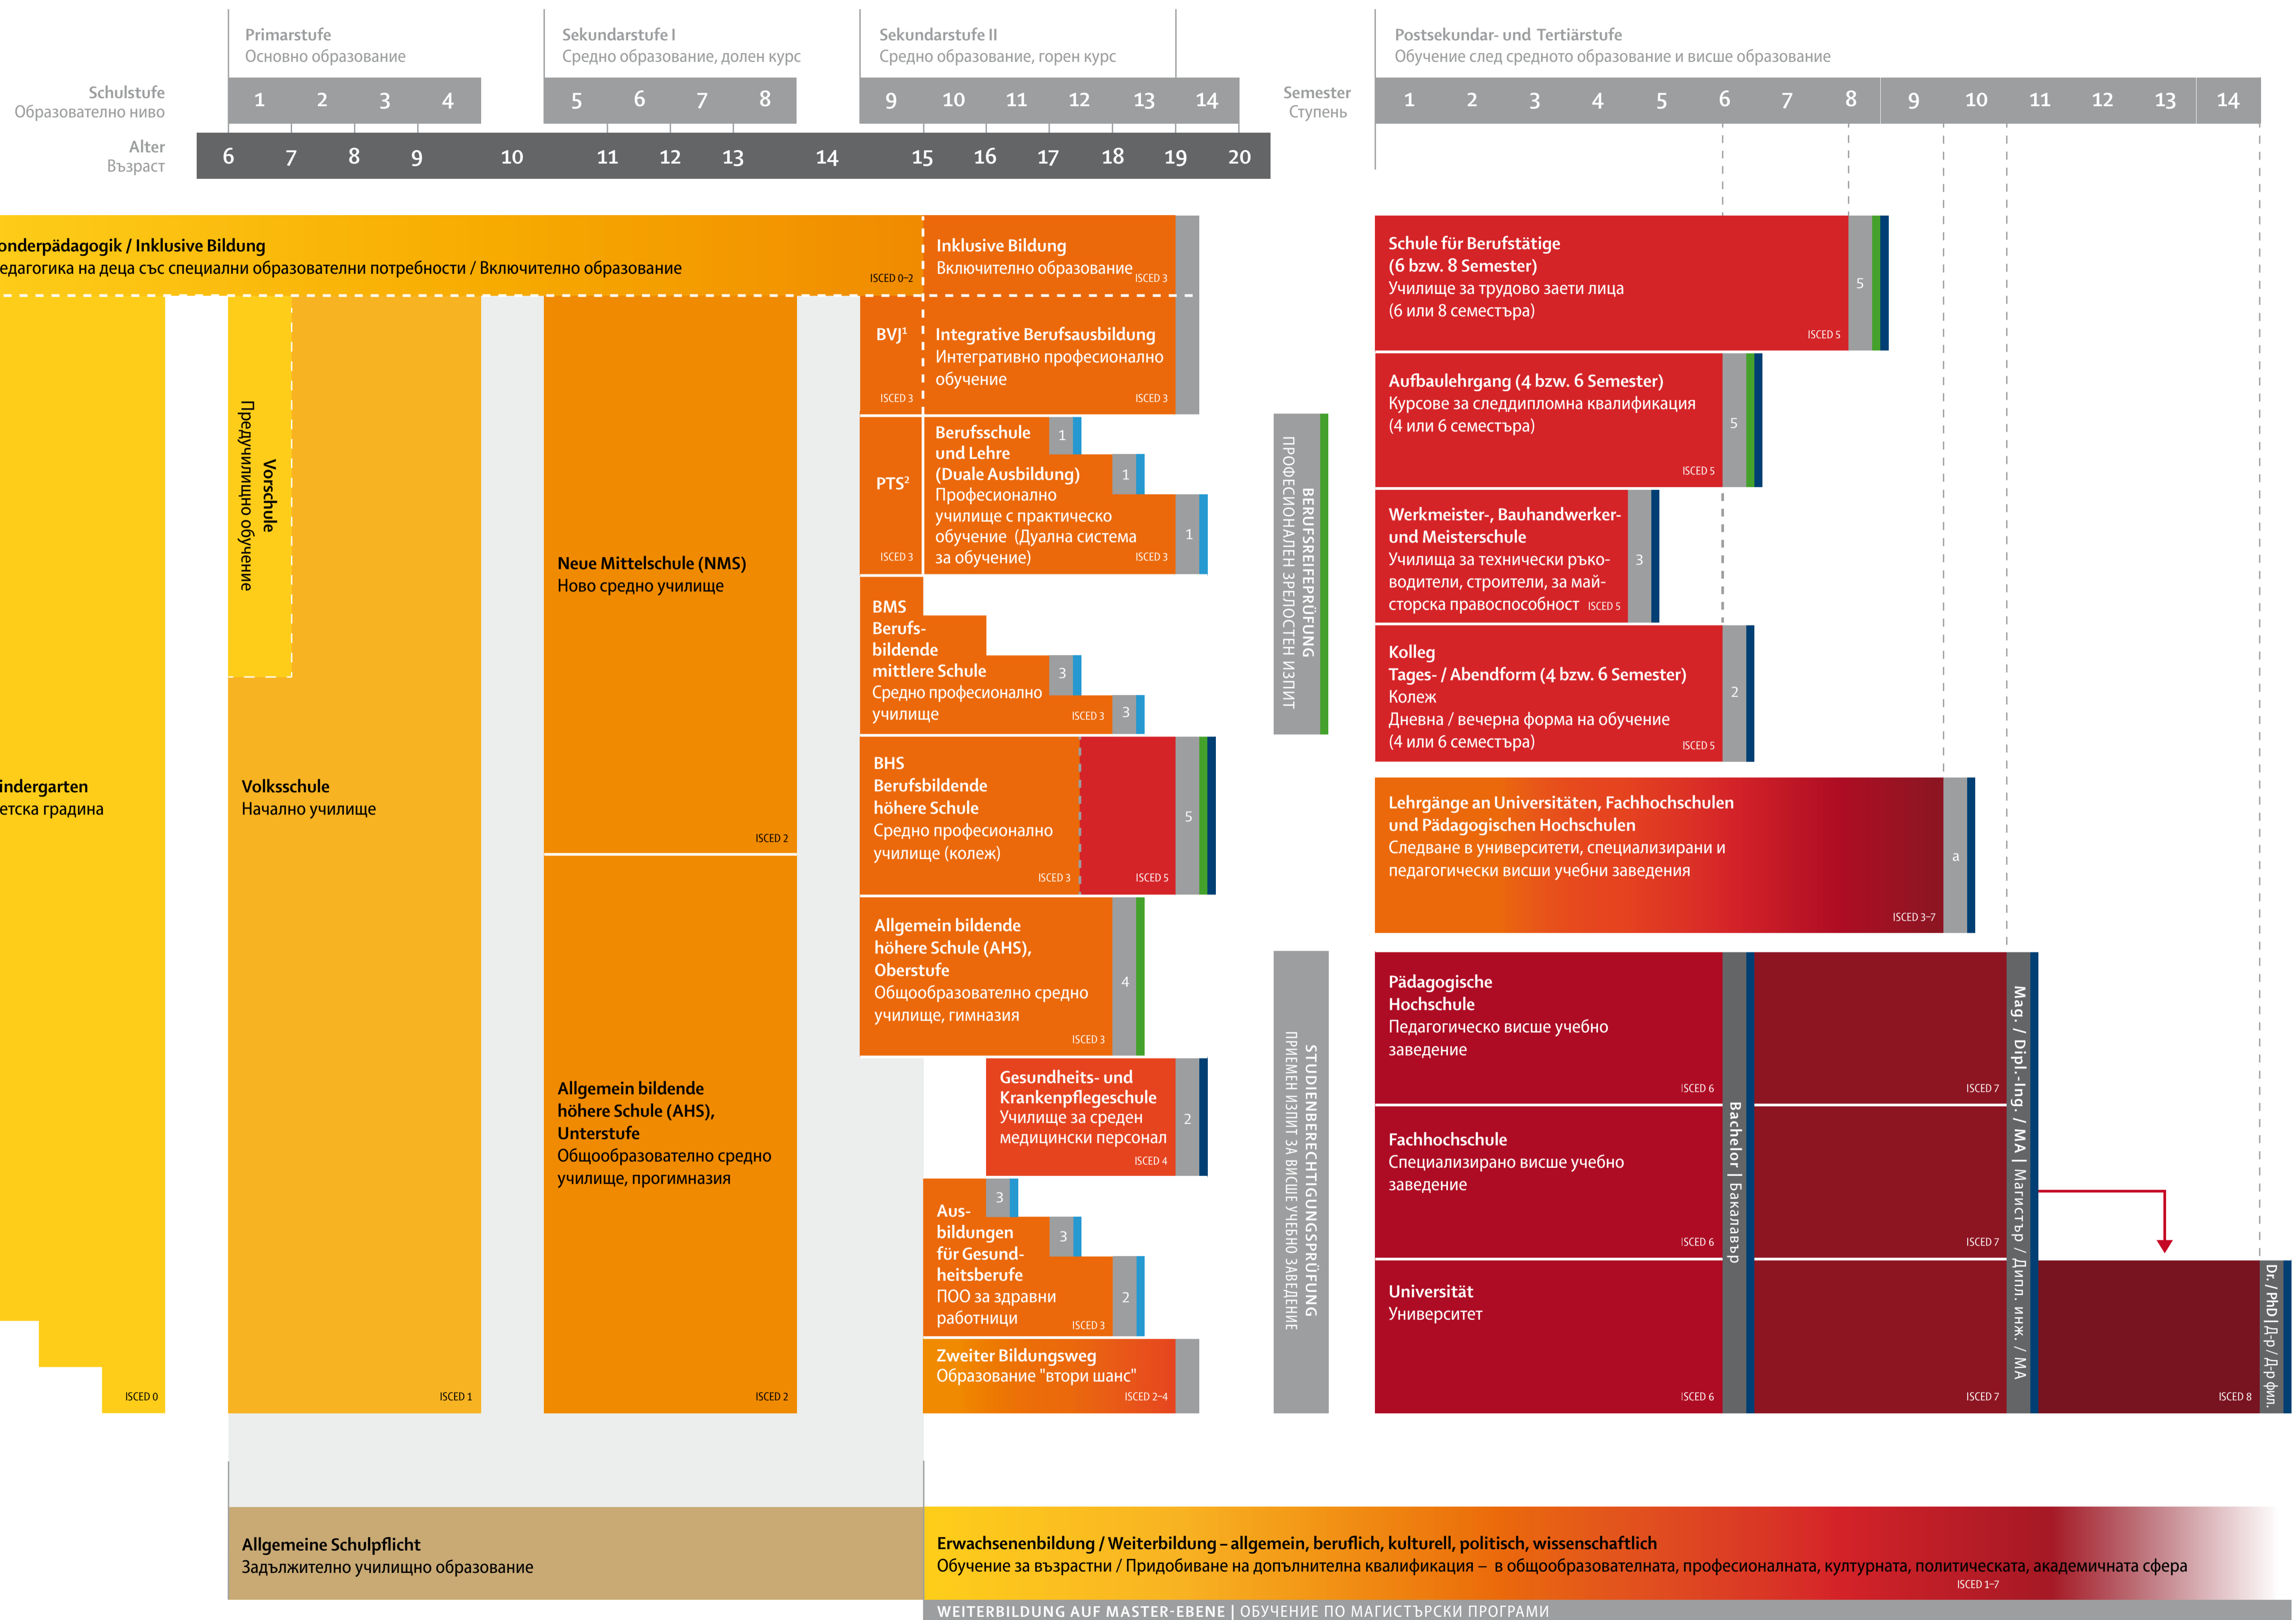 Primarstufe
Основно образование
Sekundarstufe I
Средно образование, долен курс
Sekundarstufe II
Средно образование, горен курс
Postsekundar- und Tertiärstufe
Обучение след средното образование и висше образование
Schulstufe
Образователно ниво
1 2 3 4 5 6 7 8 9 10 11 12 13 14
Semester
Ступень
1 2 3 4 5 6 7 8 9 10 11 12 13 14
Alter
Възраст
6 7 8 9 10 11 12 13 14 15 16 17 18 19 20
onderpädagogik / Inklusive Bildung
едагогика на деца със специални образователни потребности / Включително образование
ISCED 0–2
Inklusive Bildung
Включително образование
ISCED 3
BVJ¹
ISCED 3
Integrative Berufsausbildung
Интегративно професионално
обучение
ISCED 3
indergarten
етска градина
ISCED 0
Vorschule
Предучилищно обучение
Volksschule
Начално училище
ISCED 1
Neue Mittelschule (NMS)
Ново средно училище
ISCED 2
Allgemein bildende
höhere Schule (AHS),
Unterstufe
Общообразователно средно
училище, прогимназия
ISCED 2
PTS²
ISCED 3
Berufsschule
und Lehre
(Duale Ausbildung)
Професионално
училище с практическо
обучение (Дуална система
за обучение)
ISCED 3
1
1
1
BMS
Berufs-
bildende
mittlere Schule
Средно професионално
училище
ISCED 3
3
3
BHS
Berufsbildende
höhere Schule
Средно професионално
училище (колеж)
ISCED 3
ISCED 5
5
Allgemein bildende
höhere Schule (AHS),
Oberstufe
Общообразователно средно
училище, гимназия
ISCED 3
4
Gesundheits- und
Krankenpflegeschule
Училище за среден
медицински персонал
ISCED 4
2
Aus-
bildungen
für Gesund-
heitsberufe
ПОО за здравни
работници
ISCED 3
3
3
2
Zweiter Bildungsweg
Образование "втори шанс"
ISCED 2–4
BERUFSREIFEPRÜFUNG
ПРОФЕСИОНАЛЕН ЗРЕЛОСТЕН ИЗПИТ
STUDIENBERECHTIGUNGSPRÜFUNG
ПРИЕМЕН ИЗПИТ ЗА ВИСШЕ УЧЕБНО ЗАВЕДЕНИЕ
Schule für Berufstätige
(6 bzw. 8 Semester)
Училище за трудово заети лица
(6 или 8 семестъра)
ISCED 5
5
Aufbaulehrgang (4 bzw. 6 Semester)
Курсове за следдипломна квалификация
(4 или 6 семестъра)
ISCED 5
5
Werkmeister-, Bauhandwerker-
und Meisterschule
Училища за технически ръко-
водители, строители, за май-
сторска правоспособност ISCED 5
3
Kolleg
Tages- / Abendform (4 bzw. 6 Semester)
Колеж
Дневна / вечерна форма на обучение
(4 или 6 семестъра)
ISCED 5
2
Lehrgänge an Universitäten, Fachhochschulen
und Pädagogischen Hochschulen
Следване в университети, специализирани и
педагогически висши учебни заведения
ISCED 3–7
a
Pädagogische
Hochschule
Педагогическо висше учебно
заведение
ISCED 6
ISCED 7
Fachhochschule
Специализирано висше учебно
заведение
ISCED 6
ISCED 7
Universität
Университет
ISCED 6
ISCED 7
ISCED 8
Bachelor | Бакалавър
Mag. / Dipl.-Ing. / MA | Магистър / Дипл. инж. / МА
Dr. / PhD | Д-р / Д-р фил.
Allgemeine Schulpflicht
Задължително училищно образование
Erwachsenenbildung / Weiterbildung – allgemein, beruflich, kulturell, politisch, wissenschaftlich
Обучение за възрастни / Придобиване на допълнителна квалификация – в общообразователната, професионалната, културната, политическата, академичната сфера
ISCED 1–7
WEITERBILDUNG AUF MASTER-EBENE | ОБУЧЕНИЕ ПО МАГИСТЪРСКИ ПРОГРАМИ